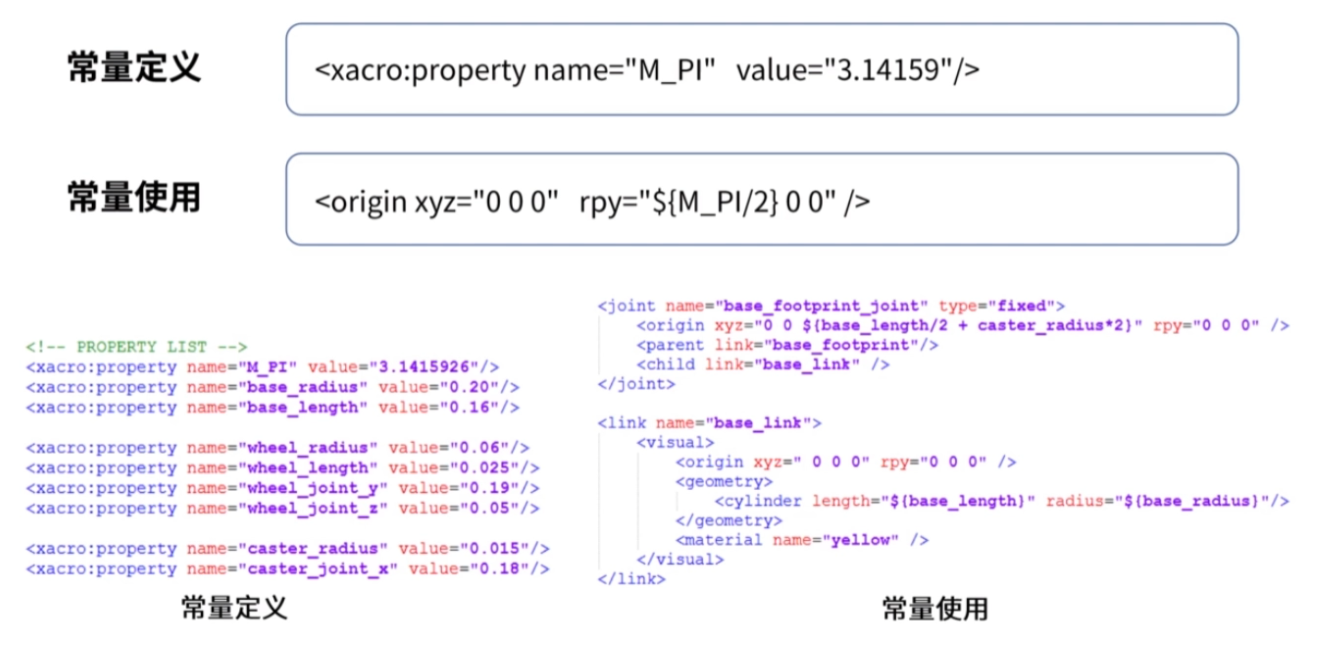 常量定义
<xacro:property name="M_PI" value="3.14159"/>
常量使用
<origin xyz="0 0 0" rpy="${M_PI/2} 0 0" />
<!-- PROPERTY LIST -->
<xacro:property name="M_PI" value="3.1415926"/>
<xacro:property name="base_radius" value="0.20"/>
<xacro:property name="base_length" value="0.16"/>
<xacro:property name="wheel_radius" value="0.06"/>
<xacro:property name="wheel_length" value="0.025"/>
<xacro:property name="wheel_joint_y" value="0.19"/>
<xacro:property name="wheel_joint_z" value="0.05"/>
<xacro:property name="caster_radius" value="0.015"/>
<xacro:property name="caster_joint_x" value="0.18"/>
常量定义
<joint name="base_footprint_joint" type="fixed">
<origin xyz="0 0 ${base_length/2 + caster_radius*2}" rpy="0 0 0" />
<parent link="base_footprint"/>
<child link="base_link" />
</joint>
<link name="base_link">
<visual>
<origin xyz=" 0 0 0" rpy="0 0 0" />
<geometry>
<cylinder length="${base_length}" radius="${base_radius}"/>
</geometry>
<material name="yellow" />
</visual>
</link>
常量使用